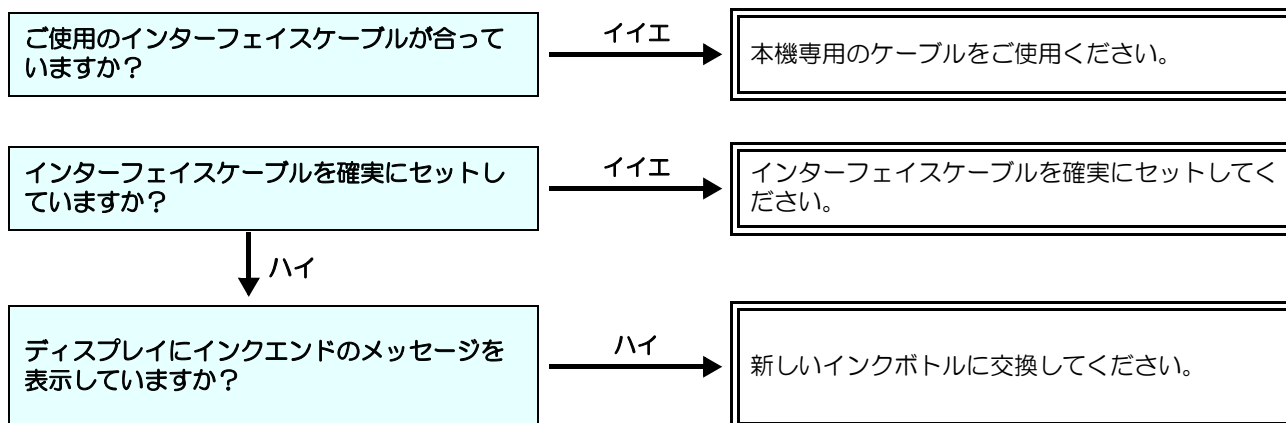 ご使用のインターフェイスケーブルが合って
いますか？
イイエ
本機専用のケーブルをご使用ください。
インターフェイスケーブルを確実にセットし
ていますか？
イイエ
インターフェイスケーブルを確実にセットしてく
ださい。
ハイ
ディスプレイにインクエンドのメッセージを
表示していますか？
ハイ
新しいインクボトルに交換してください。